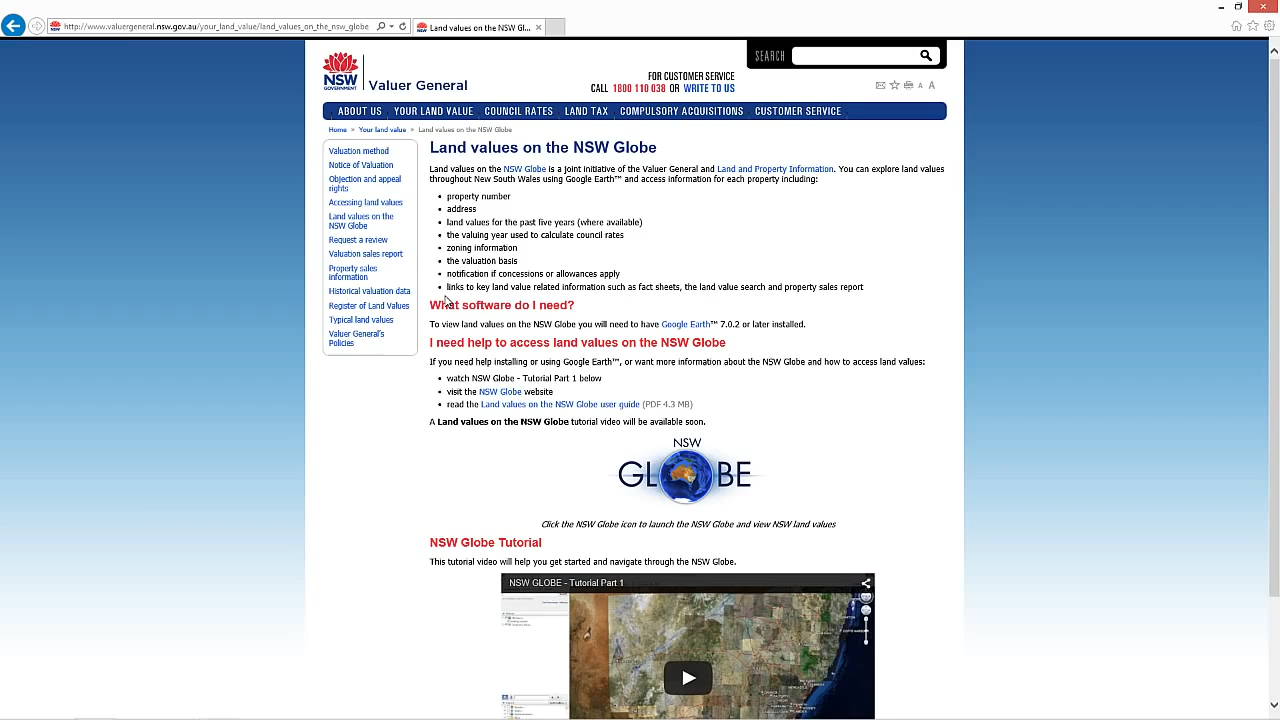 http://www.valuergeneral.nsw.gov.au/your_land_value/land_values_on_the_nsw_globe
Land values on the NSW Gl...
SEARCH
NSW
GOVERNMENT
Valuer General
FOR CUSTOMER SERVICE
CALL 1800 110 038 OR WRITE TO US
A A
ABOUT US YOUR LAND VALUE COUNCIL RATES LAND TAX COMPULSORY ACQUISITIONS CUSTOMER SERVICE
Home » Your land value » Land values on the NSW Globe
Valuation method
Notice of Valuation
Objection and appeal
rights
Accessing land values
Land values on the
NSW Globe
Request a review
Valuation sales report
Property sales
information
Historical valuation data
Register of Land Values
Typical land values
Valuer General's
Policies
Land values on the NSW Globe
Land values on the NSW Globe is a joint initiative of the Valuer General and Land and Property Information. You can explore land values
throughout New South Wales using Google Earth™ and access information for each property including:
• property number
• address
• land values for the past five years (where available)
• the valuing year used to calculate council rates
• zoning information
• the valuation basis
• notification if concessions or allowances apply
• links to key land value related information such as fact sheets, the land value search and property sales report
What software do I need?
To view land values on the NSW Globe you will need to have Google Earth™ 7.0.2 or later installed.
I need help to access land values on the NSW Globe
If you need help installing or using Google Earth™, or want more information about the NSW Globe and how to access land values:
• watch NSW Globe - Tutorial Part 1 below
• visit the NSW Globe website
• read the Land values on the NSW Globe user guide (PDF 4.3 MB)
A Land values on the NSW Globe tutorial video will be available soon.
NSW
GLOBE
Click the NSW Globe icon to launch the NSW Globe and view NSW land values
NSW Globe Tutorial
This tutorial video will help you get started and navigate through the NSW Globe.
NSW GLOBE - Tutorial Part 1